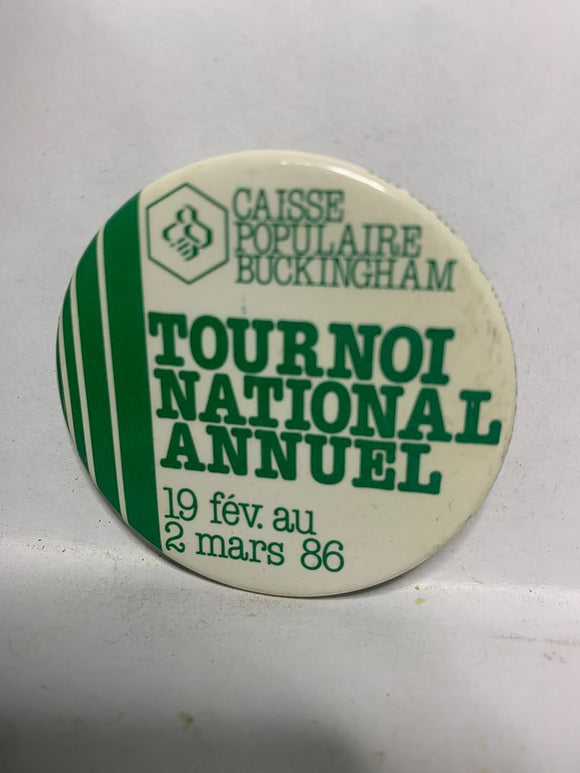 CAISSE
POPULAIRE
BUCKINGHAM
TOURNOI
NATIONAL
ANNUEL
19 fév. au
2 mars 86